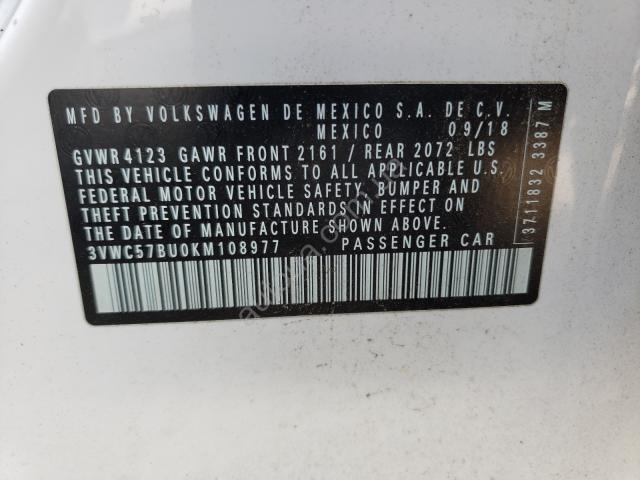 MFD BY VOLKSWAGEN DE MEXICO S.A. DE C.V.
MEXICO 09/18
GVWR 4123 GAWR FRONT 2161 / REAR 2072 LBS
THIS VEHICLE CONFORMS TO ALL APPLICABLE U.S.
FEDERAL MOTOR VEHICLE SAFETY, BUMPER AND
THEFT PREVENTION STANDARDS IN EFFECT ON
THE DATE OF MANUFACTURE SHOWN ABOVE.
3VWC57BU0KM108977 PASSENGER CAR
3711832 3387 M